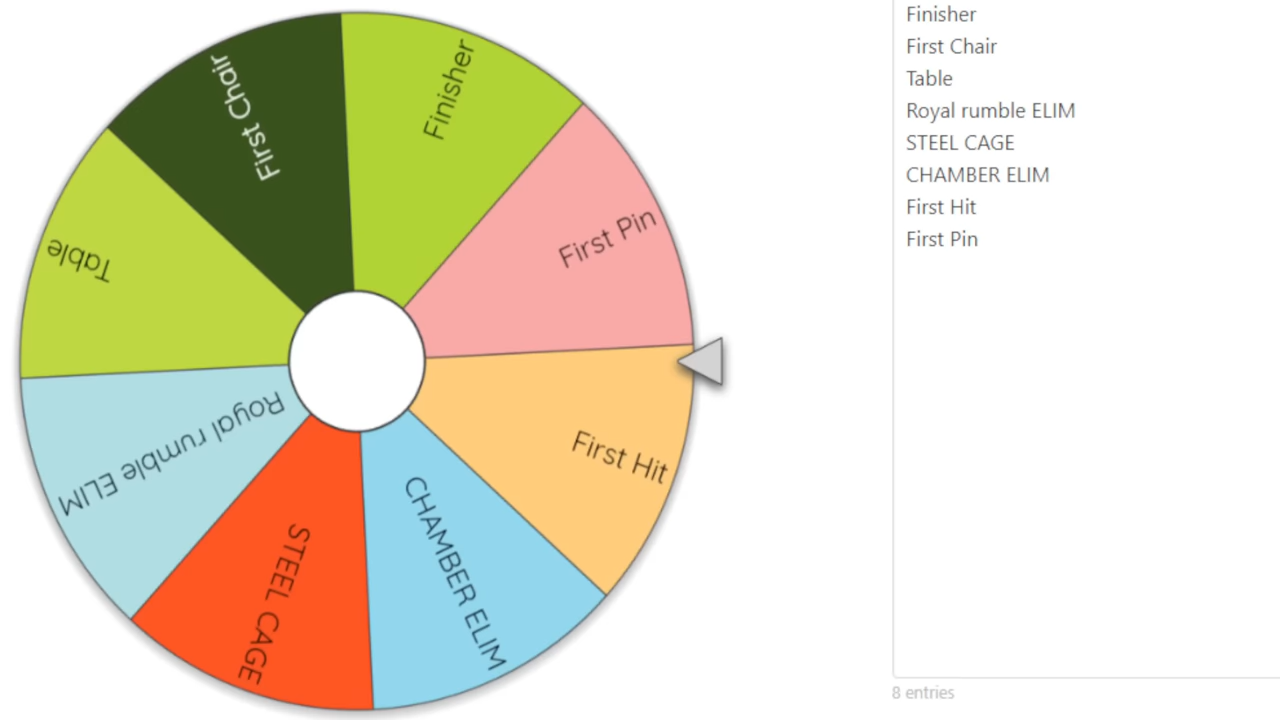 First Chair
Finisher
First Pin
Table
First Hit
Royal rumble ELIM
STEEL CAGE
CHAMBER ELIM
Finisher
First Chair
Table
Royal rumble ELIM
STEEL CAGE
CHAMBER ELIM
First Hit
First Pin
8 entries